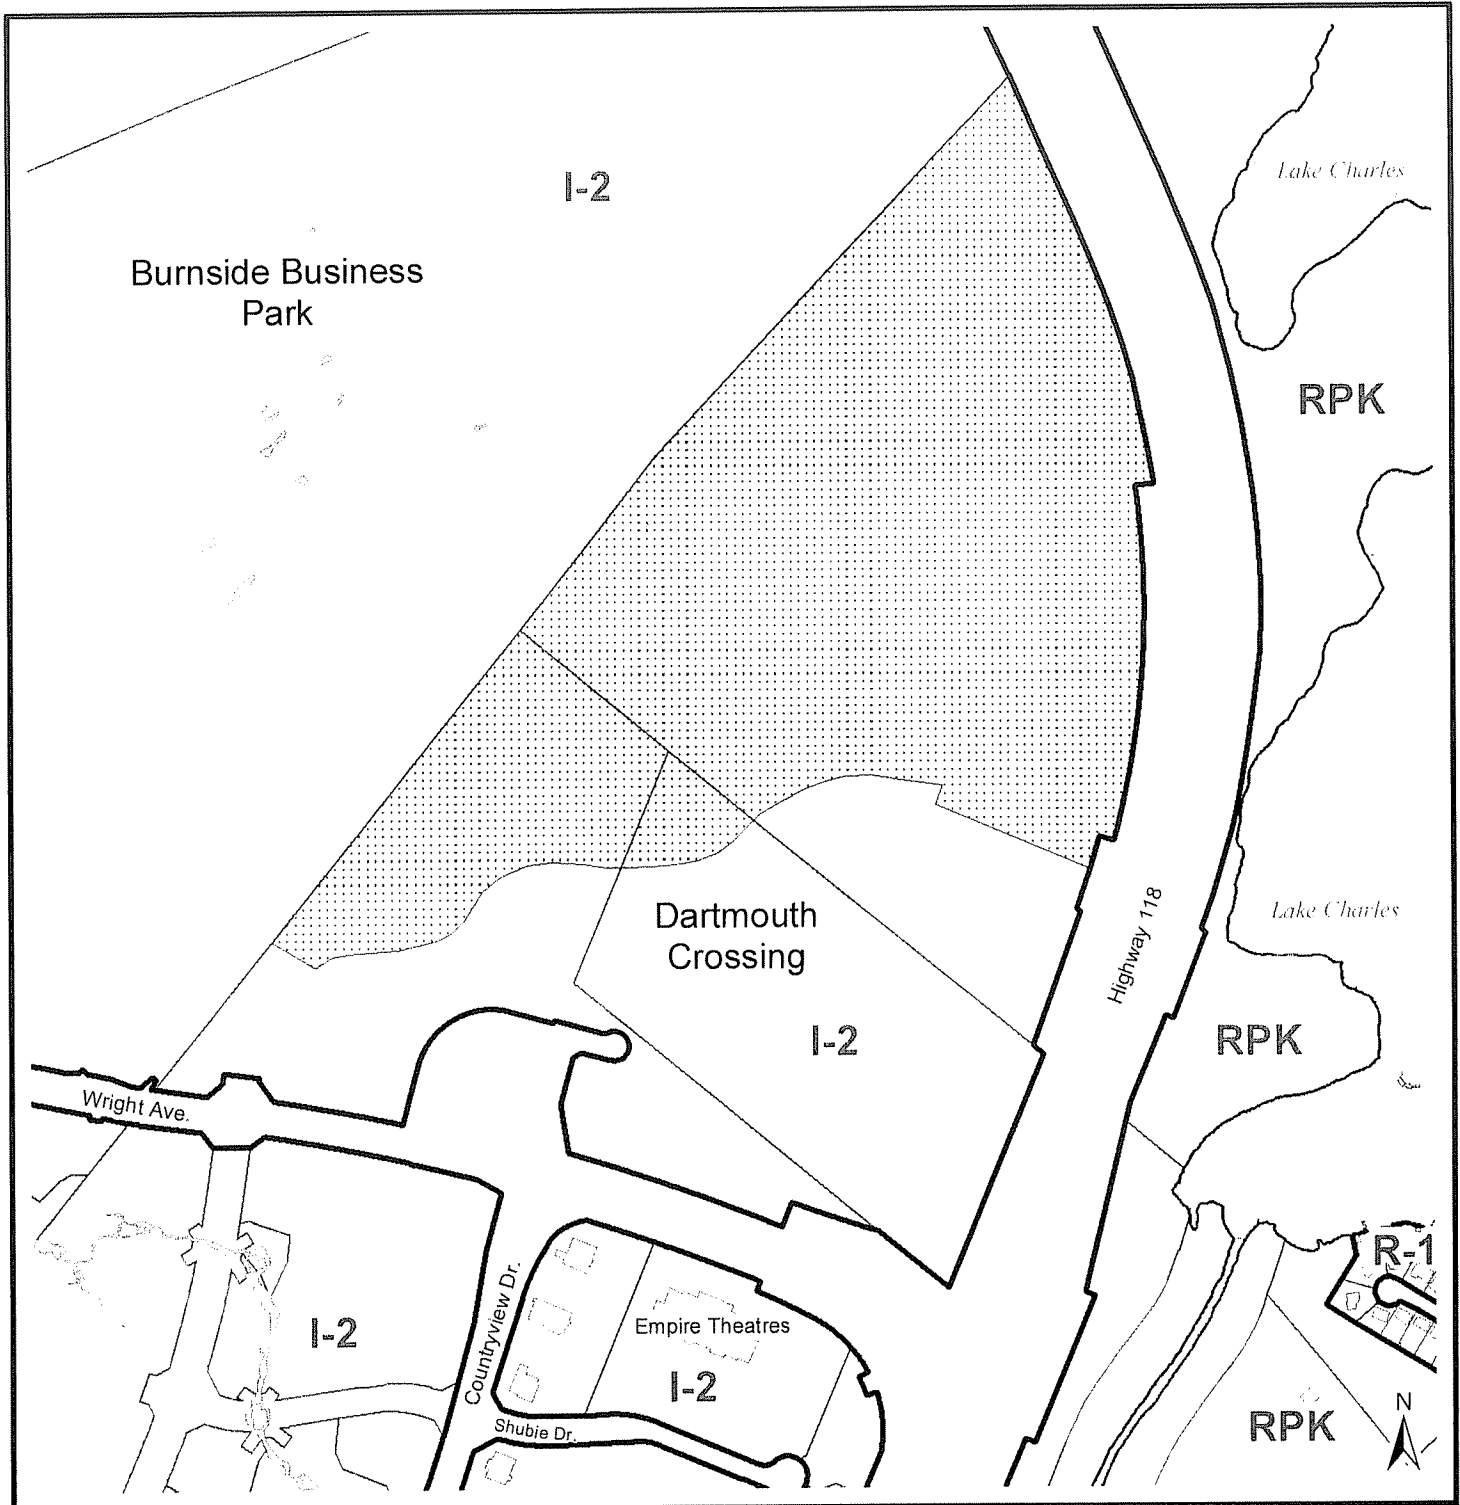 Lake Charles
I-2
Burnside Business
Park
RPK
Dartmouth
Crossing
Lake Charles
Highway 118
I-2
RPK
Wright Ave.
R-1
Countryview Dr.
I-2
Empire Theatres
I-2
N
Shubie Dr.
RPK